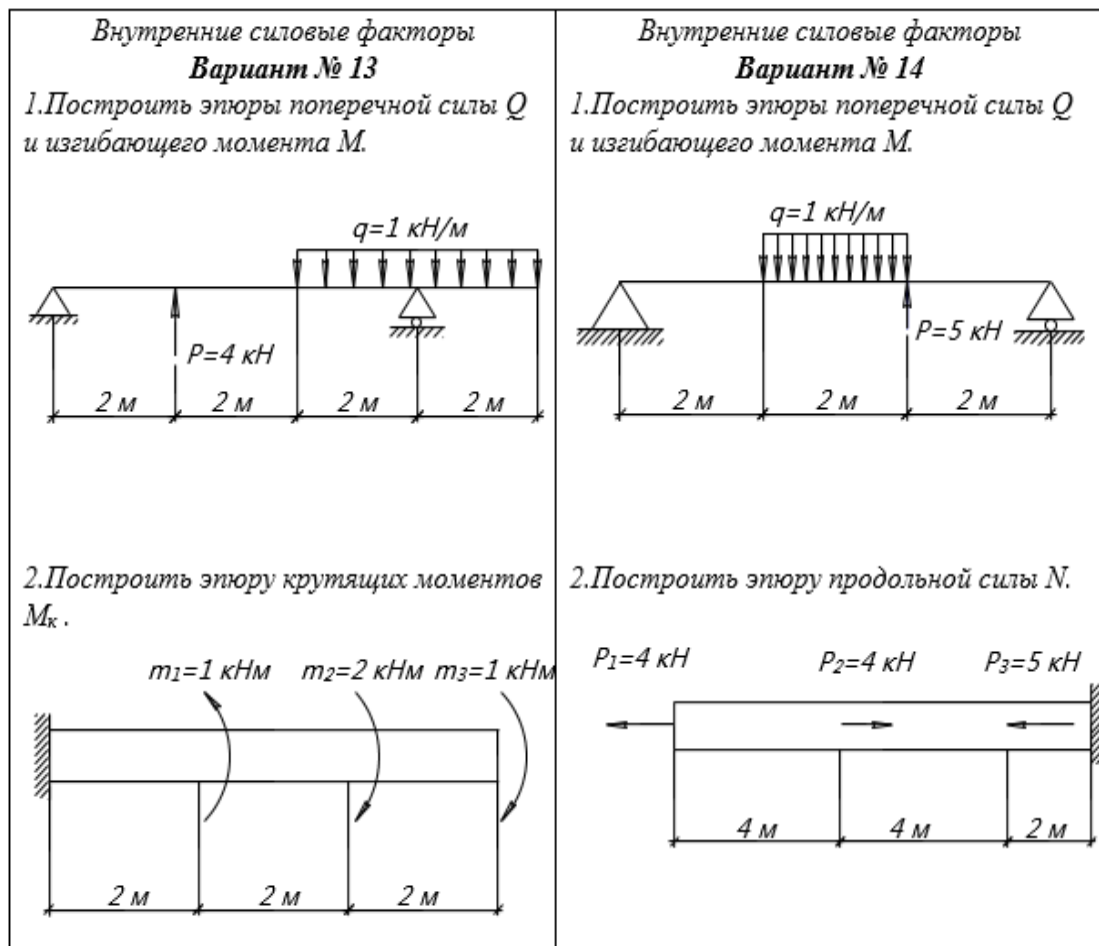 Внутренние силовые факторы
Вариант № 13
1.Построить эпюры поперечной силы Q
и изгибающего момента М.
q=1 кН/м
P=4 кН
2 м
2 м
2 м
2 м
2.Построить эпюру крутящих моментов
Мк .
m1=1 кНм
m2=2 кНм
m3=1 кНм
2 м
2 м
2 м
Внутренние силовые факторы
Вариант № 14
1.Построить эпюры поперечной силы Q
и изгибающего момента М.
q=1 кН/м
P=5 кН
2 м
2 м
2 м
2.Построить эпюру продольной силы N.
P1=4 кН
P2=4 кН
P3=5 кН
4 м
4 м
2 м